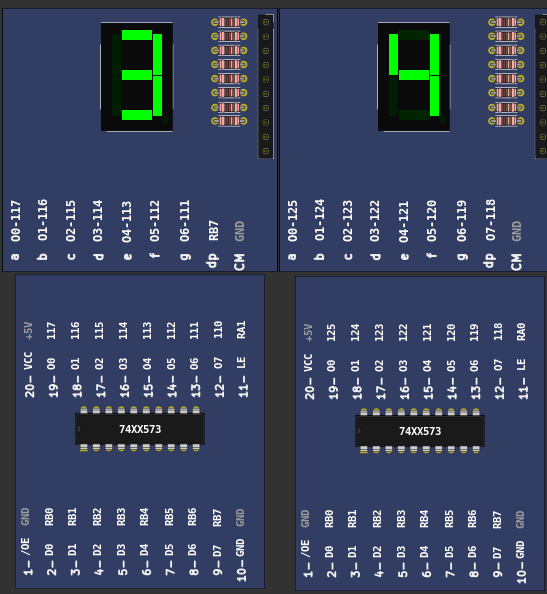 3
a 00-117
b 01-116
c 02-115
d 03-114
e 04-113
f 05-112
g 06-111
dp RB7
CM GND
4
a 00-125
b 01-124
c 02-123
d 03-122
e 04-121
f 05-120
g 06-119
dp 07-118
CM GND
20- VCC +5V
19- O0 117
18- O1 116
17- O2 115
16- O3 114
15- O4 113
14- O5 112
13- O6 111
12- O7 110
11- LE RA1
74XX573
1- /OE GND
2- D0 RB0
3- D1 RB1
4- D2 RB2
5- D3 RB3
6- D4 RB4
7- D5 RB5
8- D6 RB6
9- D7 RB7
10- GND GND
20- VCC +5V
19- O0 125
18- O1 124
17- O2 123
16- O3 122
15- O4 121
14- O5 120
13- O6 119
12- O7 118
11- LE RA0
74XX573
1- /OE GND
2- D0 RB0
3- D1 RB1
4- D2 RB2
5- D3 RB3
6- D4 RB4
7- D5 RB5
8- D6 RB6
9- D7 RB7
10- GND GND